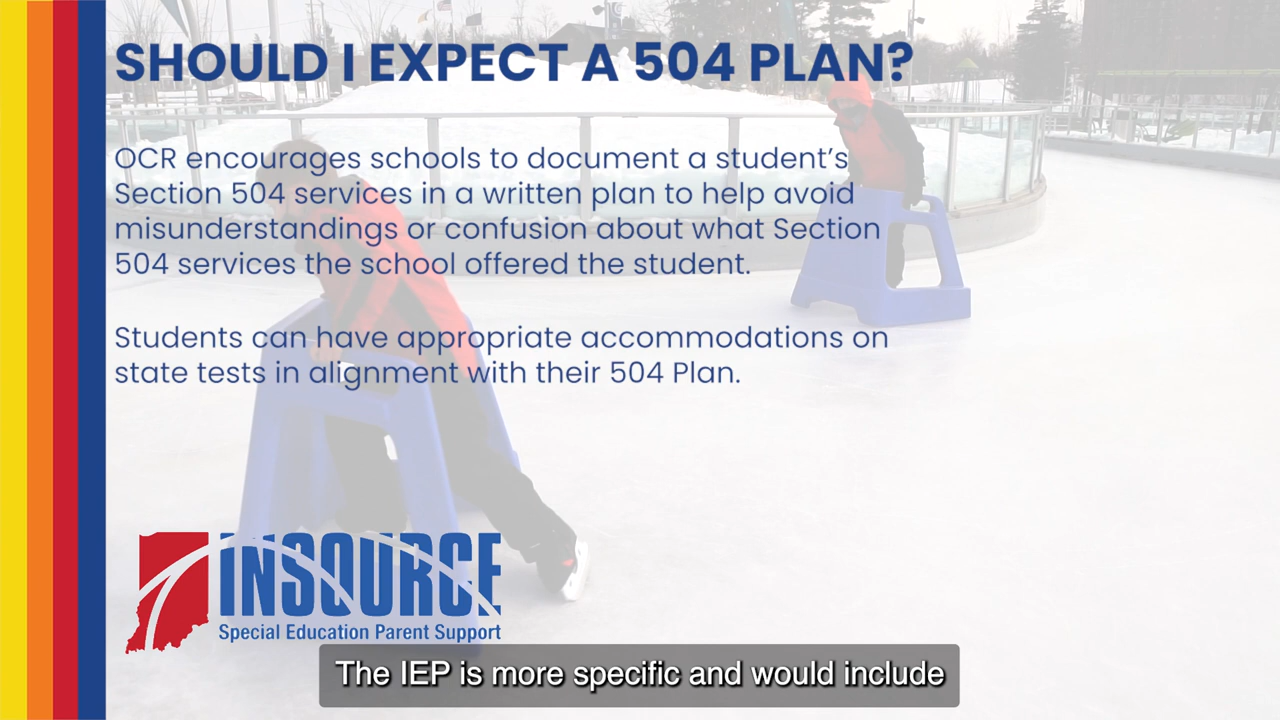 SHOULD I EXPECT A 504 PLAN?
OCR encourages schools to document a student’s
Section 504 services in a written plan to help avoid
misunderstandings or confusion about what Section
504 services the school offered the student.
Students can have appropriate accommodations on
state tests in alignment with their 504 Plan.
INSOURCE
Special Education Parent Support
The IEP is more specific and would include